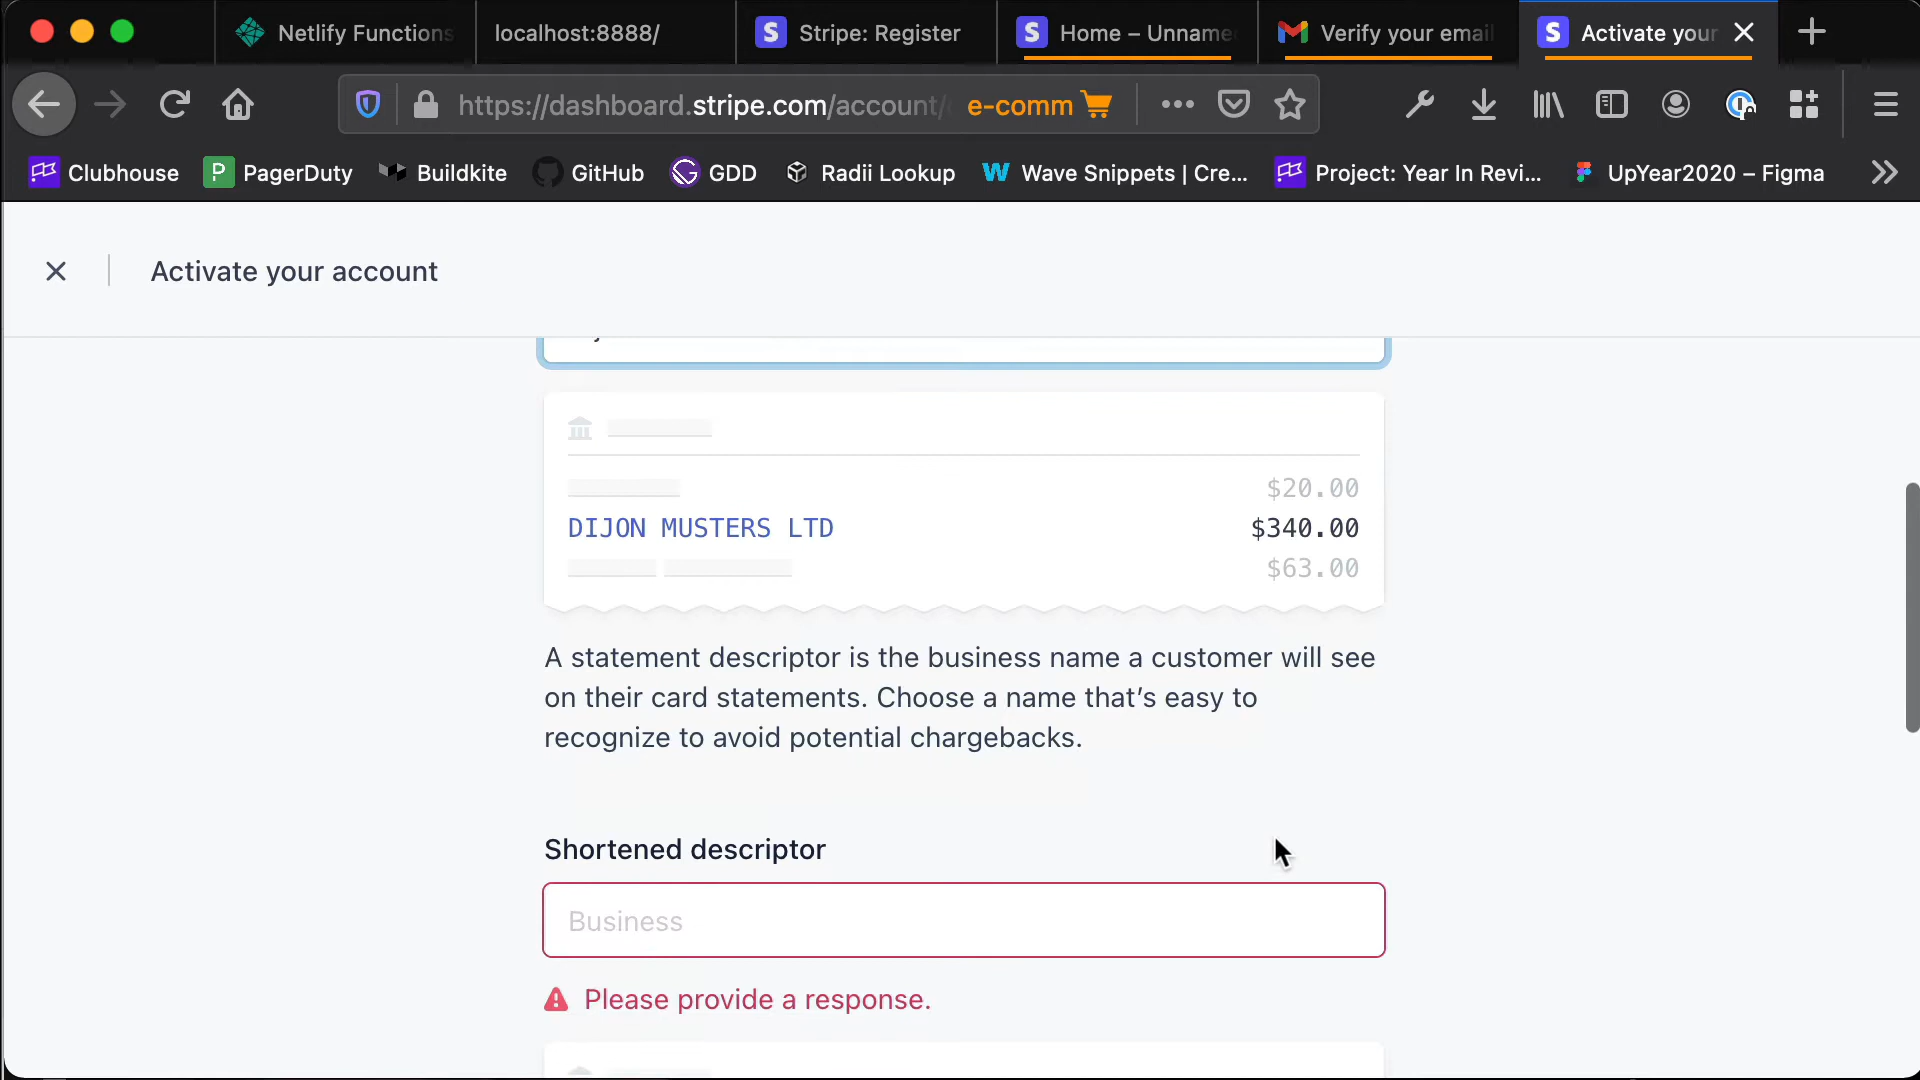 Netlify Functions
localhost:8888/
Stripe: Register
Home – Unname
Verify your email
Activate your
https://dashboard.stripe.com/account/
e-comm
Clubhouse
PagerDuty
Buildkite
GitHub
GDD
Radii Lookup
Wave Snippets | Cre...
Project: Year In Revi...
UpYear2020 – Figma
Activate your account
$20.00
DIJON MUSTERS LTD $340.00
$63.00
A statement descriptor is the business name a customer will see
on their card statements. Choose a name that’s easy to
recognize to avoid potential chargebacks.
Shortened descriptor
Business
Please provide a response.